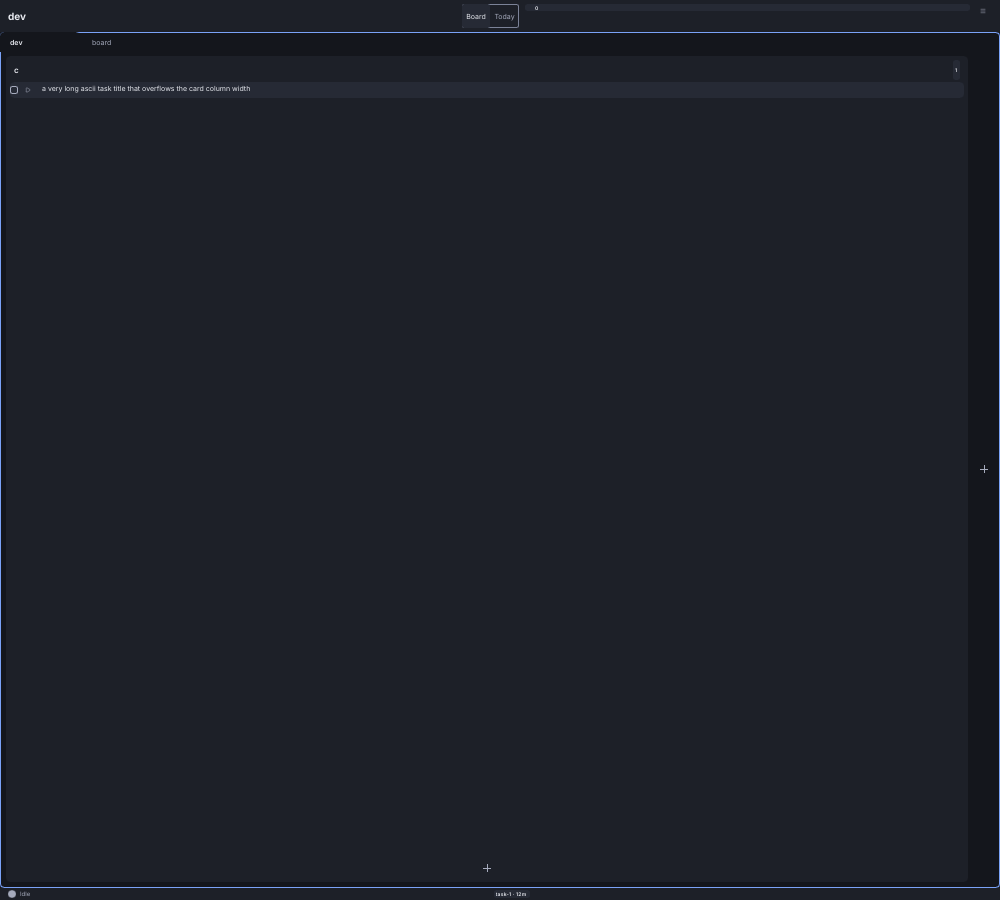 dev
Board Today
0
dev board
c
1
a very long ascii task title that overflows the card column width
Idle
task-1 · 12m